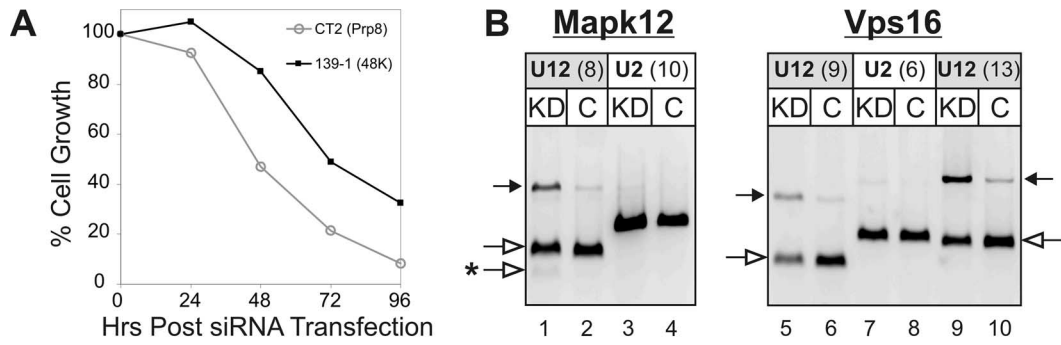 A
% Cell Growth
100
80
60
40
20
0
CT2 (Prp8)
139-1 (48K)
0 24 48 72 96
Hrs Post siRNA Transfection
B
Mapk12
U12 (8) U2 (10)
KD C KD C
*
1 2 3 4
Vps16
U12 (9) U2 (6) U12 (13)
KD C KD C KD C
5 6 7 8 9 10